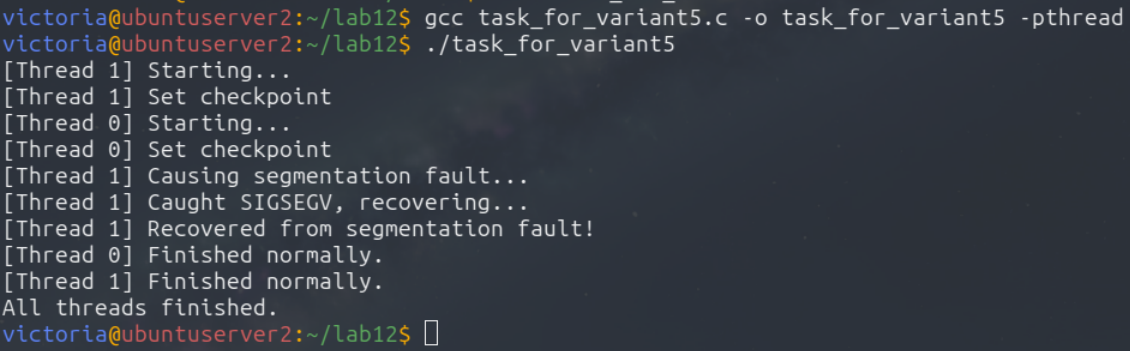 victoria@ubuntuserver2:~/lab12$ gcc task_for_variant5.c -o task_for_variant5 -pthread
victoria@ubuntuserver2:~/lab12$ ./task_for_variant5
[Thread 1] Starting...
[Thread 1] Set checkpoint
[Thread 0] Starting...
[Thread 0] Set checkpoint
[Thread 1] Causing segmentation fault...
[Thread 1] Caught SIGSEGV, recovering...
[Thread 1] Recovered from segmentation fault!
[Thread 0] Finished normally.
[Thread 1] Finished normally.
All threads finished.
victoria@ubuntuserver2:~/lab12$